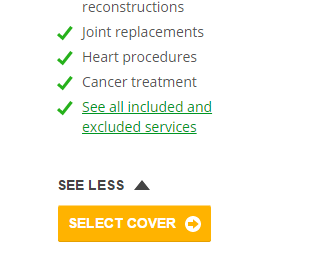 reconstructions
Joint replacements
Heart procedures
Cancer treatment
See all included and
excluded services
SEE LESS
SELECT COVER